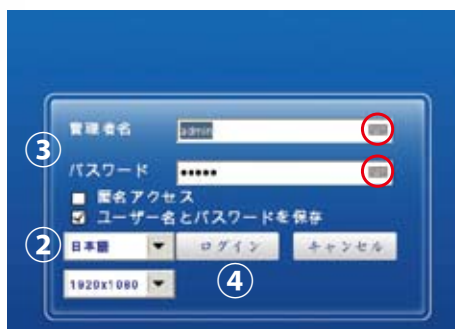 管理者名 admin
③
パスワード •••••
匿名アクセス
ユーザー名とパスワードを保存
② 日本語 ログイン キャンセル
1920x1080 ④